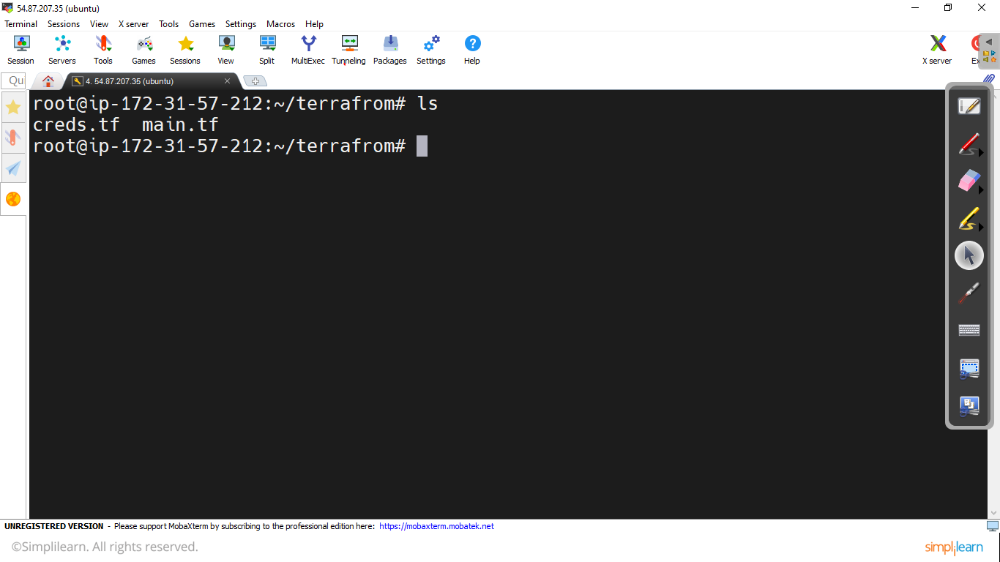 54.87.207.35 (ubuntu)
Terminal Sessions View X server Tools Games Settings Macros Help
Session Servers Tools Games Sessions View Split MultiExec Tunneling Packages Settings Help X server
Qu
4. 54.87.207.35 (ubuntu)
root@ip-172-31-57-212:~/terrafrom# ls
creds.tf main.tf
root@ip-172-31-57-212:~/terrafrom#
UNREGISTERED VERSION - Please support MobaXterm by subscribing to the professional edition here: https://mobaxterm.mobatek.net
©Simplilearn. All rights reserved.
simplilearn